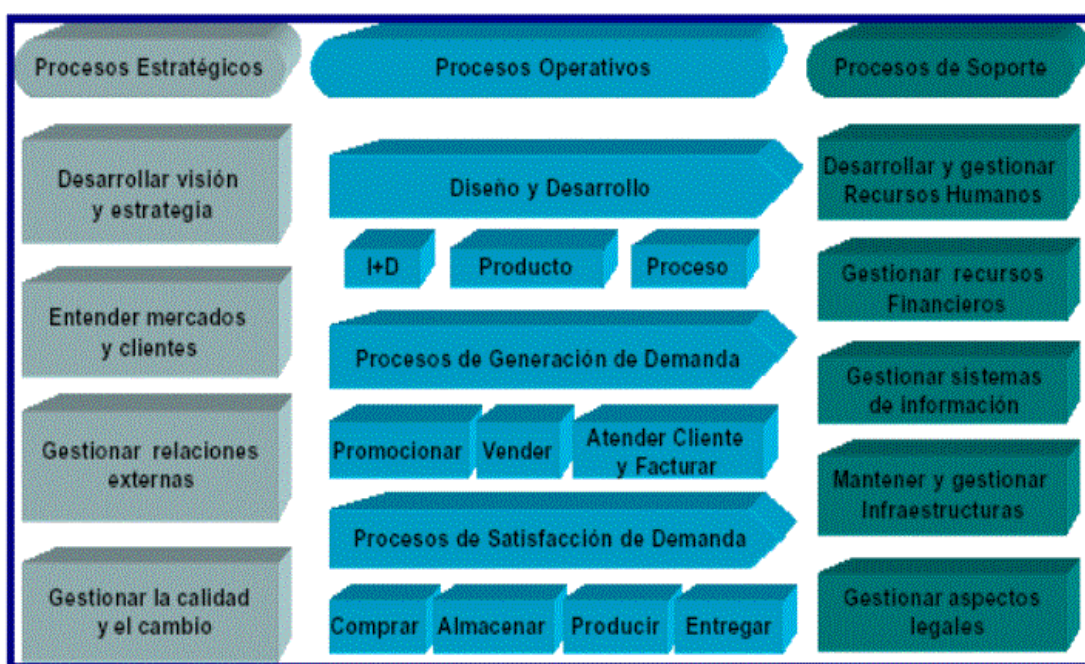 Procesos Estratégicos
Desarrollar visión
y estrategia
Entender mercados
y clientes
Gestionar relaciones
externas
Gestionar la calidad
y el cambio
Procesos Operativos
Diseño y Desarrollo
I+D
Producto
Proceso
Procesos de Generación de Demanda
Promocionar
Vender
Atender Cliente
y Facturar
Procesos de Satisfacción de Demanda
Comprar
Almacenar
Producir
Entregar
Procesos de Soporte
Desarrollar y gestionar
Recursos Humanos
Gestionar recursos
Financieros
Gestionar sistemas
de información
Mantener y gestionar
Infraestructuras
Gestionar aspectos
legales